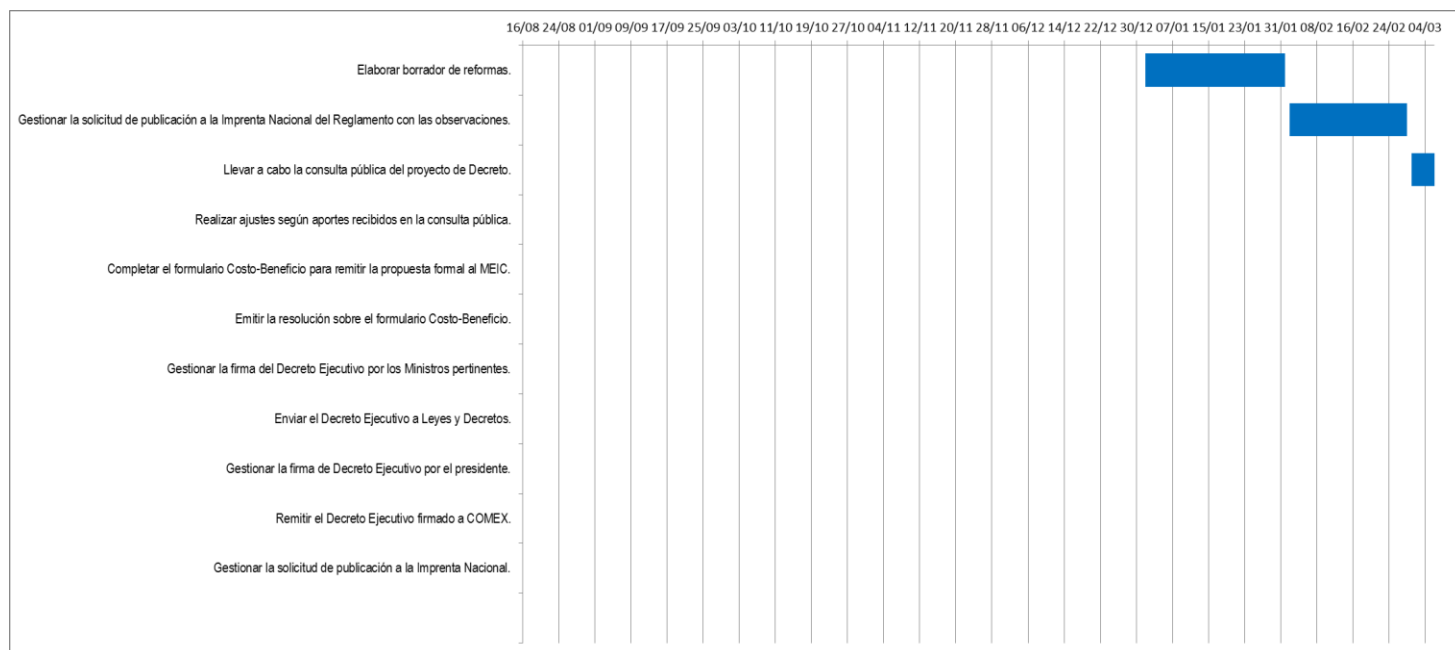 16/08 24/08 01/09 09/09 17/09 25/09 03/10 11/10 19/10 27/10 04/11 12/11 20/11 28/11 06/12 14/12 22/12 30/12 07/01 15/01 23/01 31/01 08/02 16/02 24/02 04/03
Elaborar borrador de reformas.
Gestionar la solicitud de publicación a la Imprenta Nacional del Reglamento con las observaciones.
Llevar a cabo la consulta pública del proyecto de Decreto.
Realizar ajustes según aportes recibidos en la consulta pública.
Completar el formulario Costo-Beneficio para remitir la propuesta formal al MEIC.
Emitir la resolución sobre el formulario Costo-Beneficio.
Gestionar la firma del Decreto Ejecutivo por los Ministros pertinentes.
Enviar el Decreto Ejecutivo a Leyes y Decretos.
Gestionar la firma de Decreto Ejecutivo por el presidente.
Remitir el Decreto Ejecutivo firmado a COMEX.
Gestionar la solicitud de publicación a la Imprenta Nacional.